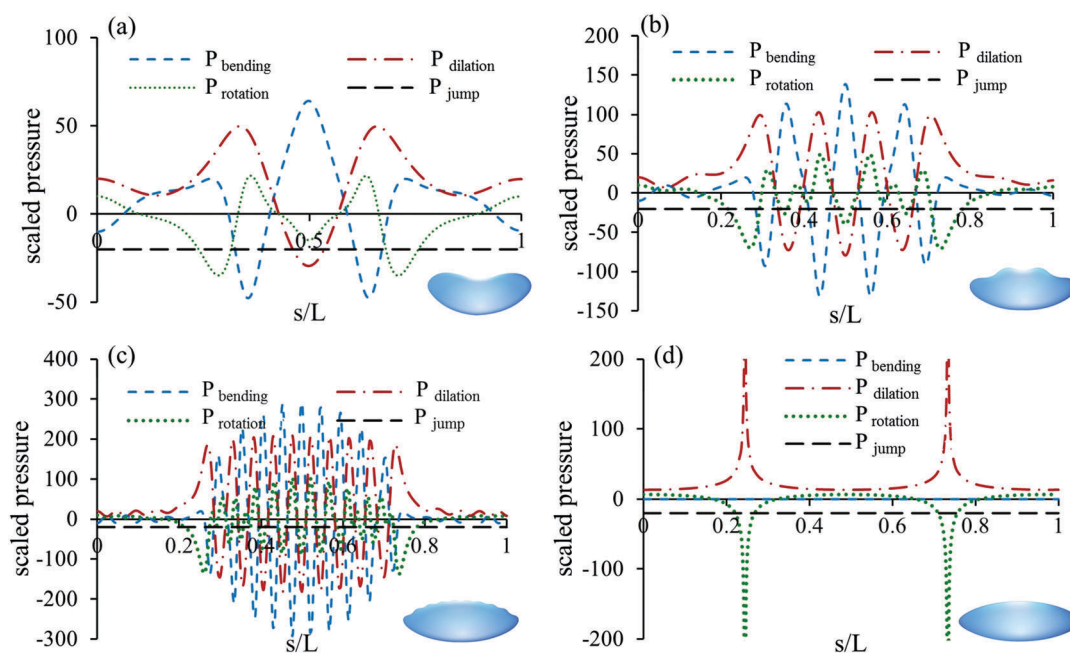 (a)
100
P bending
P dilation
P rotation
P jump
50
0
0
0.5
1
-50
scaled pressure
s/L
(b)
200
P bending
P dilation
150
P rotation
P jump
100
50
0
0
0.2
0.4
0.6
0.8
1
-50
-100
-150
scaled pressure
s/L
(c)
400
P bending
P dilation
300
P rotation
P jump
200
100
0
0
0.2
0.4
0.6
0.8
1
-100
-200
-300
scaled pressure
s/L
(d)
200
P bending
P dilation
P rotation
P jump
100
0
0
0.2
0.4
0.6
0.8
1
-100
-200
scaled pressure
s/L